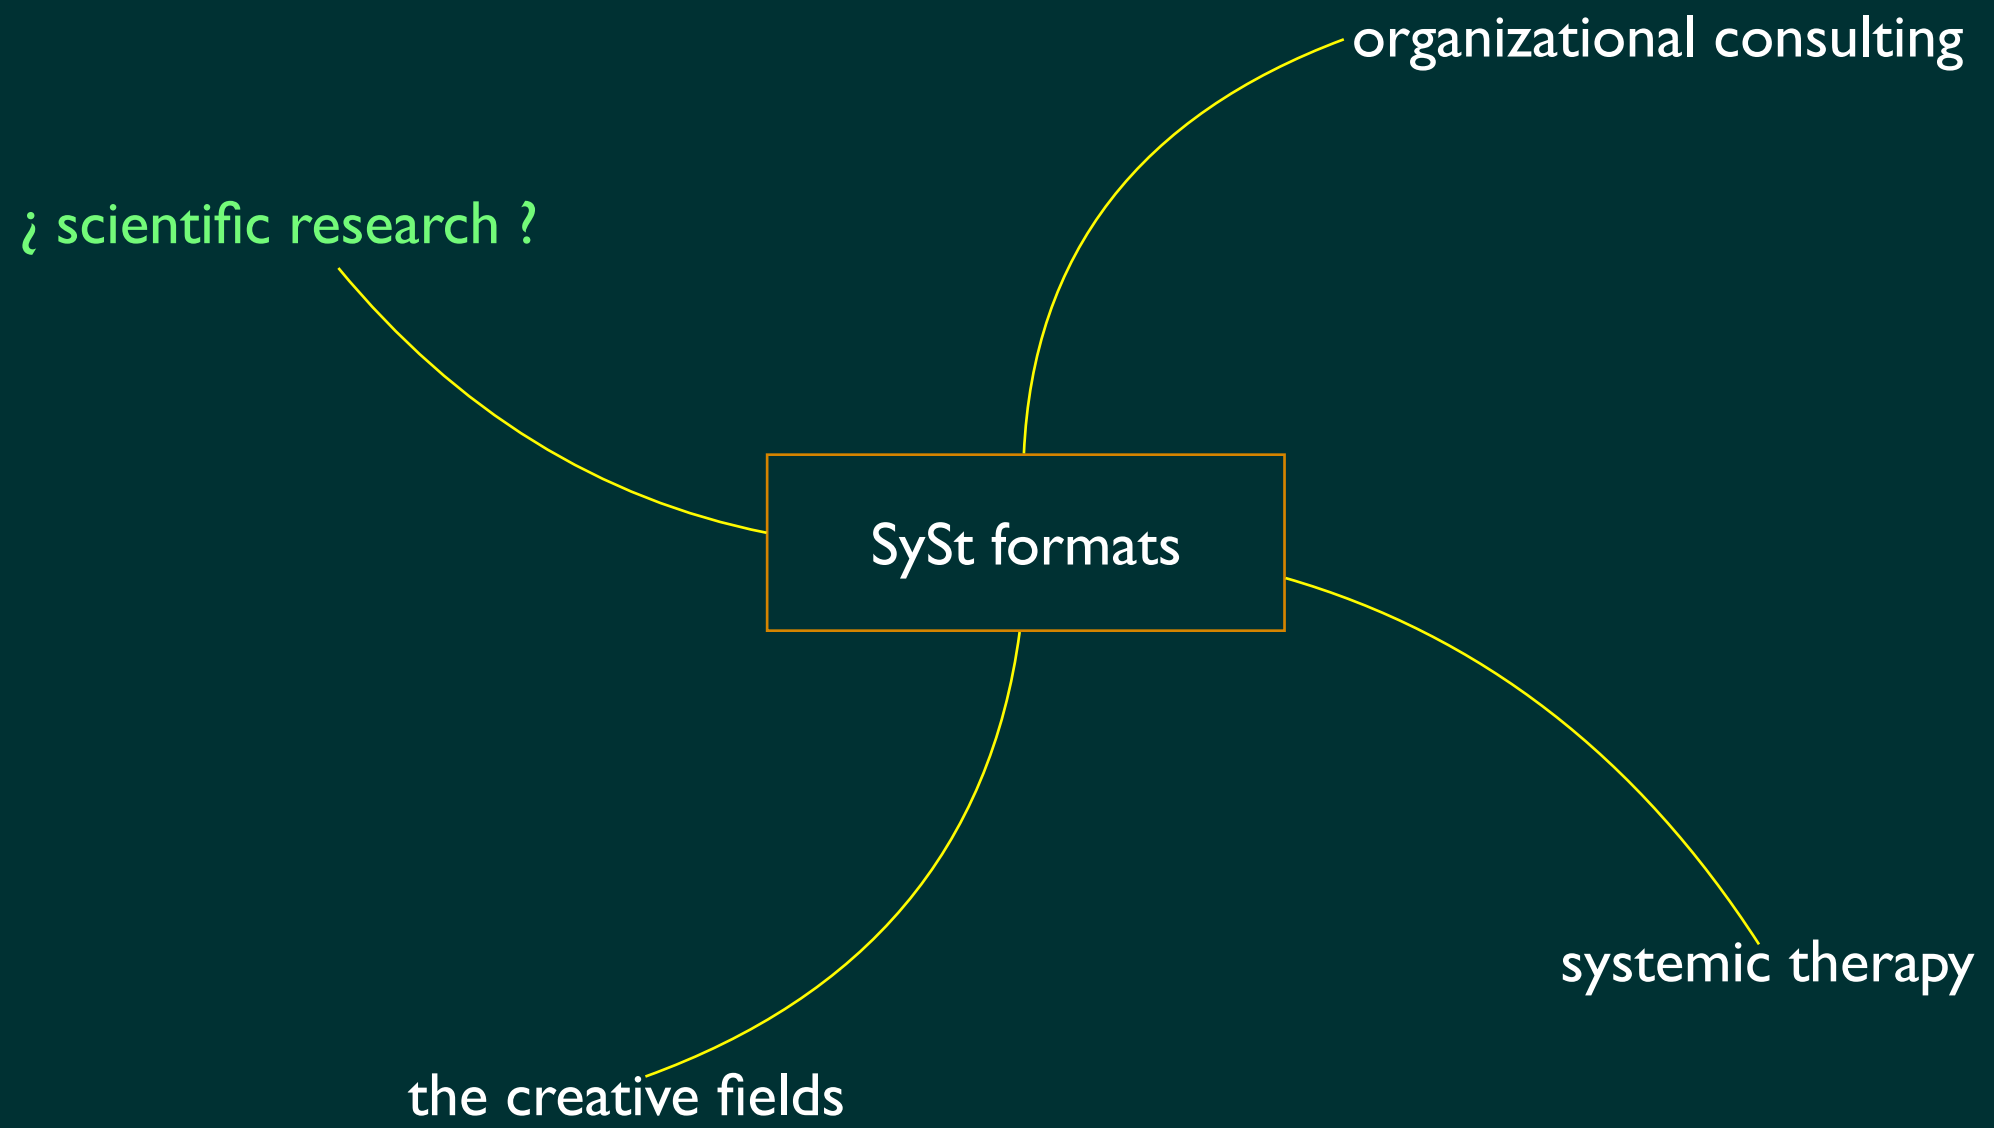 organizational consulting
¿ scientific research ?
SySt formats
systemic therapy
the creative fields